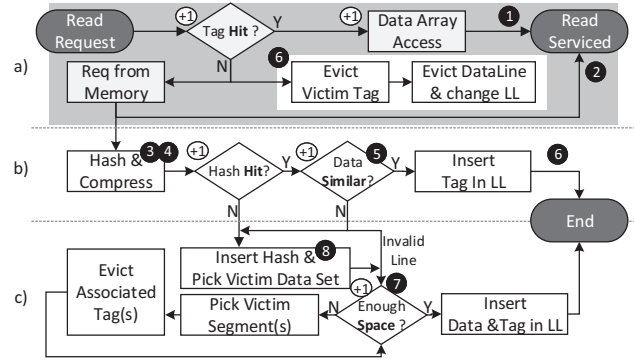 a)
Read
Request
+1
Tag Hit ?
Y
+1
Data Array
Access
1
Read
Serviced
N
6
2
Req from
Memory
Evict
Victim Tag
Evict DataLine
& change LL
b)
Hash &
Compress
3 4
+1
Hash Hit?
Y
+1
Data
Similar?
5
Y
Insert
Tag In LL
6
N
N
End
c)
Insert Hash &
Pick Victim Data Set
8
Invalid
Line
Evict
Associated
Tag(s)
Pick Victim
Segment(s)
N
+1
7
Enough
Space ?
Y
Insert
Data &Tag in LL